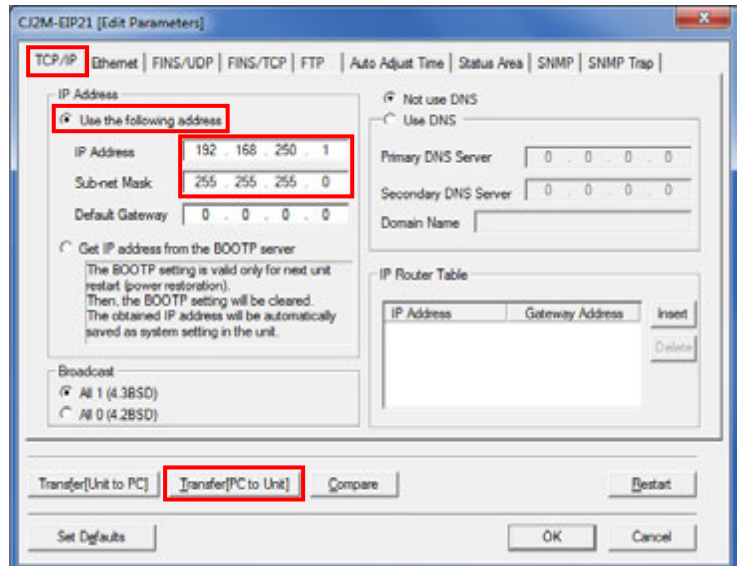 CJ2M-EIP21 [Edit Parameters]
TCP/IP Ethernet FINS/UDP FINS/TCP FTP Auto Adjust Time Status Area SNMP SNMP Trap
IP Address
Use the following address
IP Address 192 . 168 . 250 . 1
Sub-net Mask 255 . 255 . 255 . 0
Default Gateway 0 . 0 . 0 . 0
Get IP address from the BOOTP server
The BOOTP setting is valid only for next unit
restart (power restoration).
Then, the BOOTP setting will be cleared.
The obtained IP address will be automatically
saved as system setting in the unit.
Broadcast
All 1 (4.3BSD)
All 0 (4.2BSD)
Not use DNS
Use DNS
Primary DNS Server 0 . 0 . 0 . 0
Secondary DNS Server 0 . 0 . 0 . 0
Domain Name
IP Router Table
IP Address Gateway Address Insert
Delete
Transfer[Unit to PC] Transfer[PC to Unit] Compare Restart
Set Defaults OK Cancel